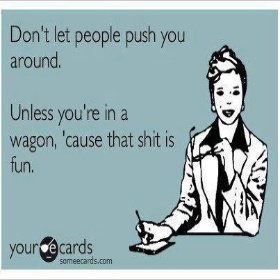 Don't let people push you
around.
Unless you're in a
wagon, 'cause that shit is
fun.
your e cards
someecards.com